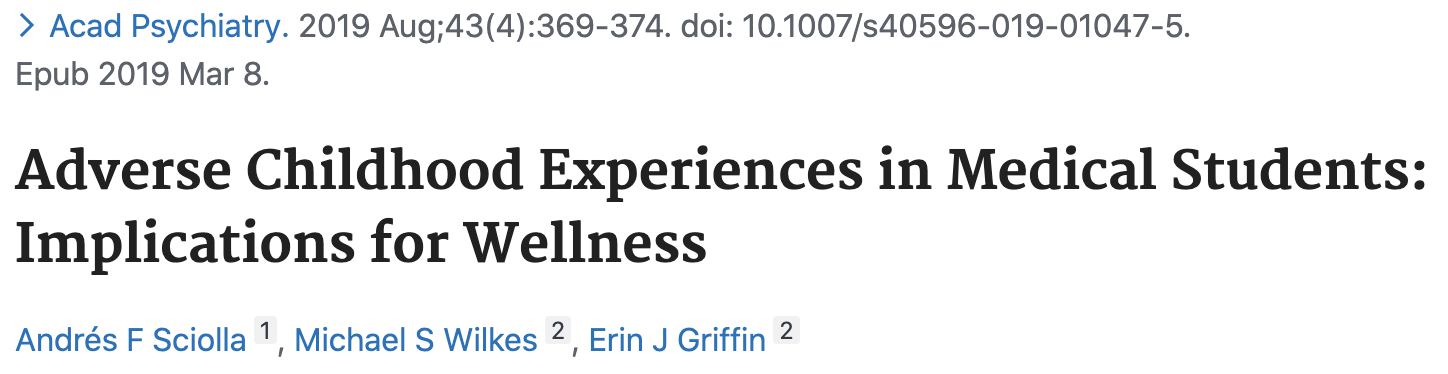 > Acad Psychiatry. 2019 Aug;43(4):369-374. doi: 10.1007/s40596-019-01047-5.
Epub 2019 Mar 8.
Adverse Childhood Experiences in Medical Students:
Implications for Wellness
Andrés F Sciolla 1, Michael S Wilkes 2, Erin J Griffin 2